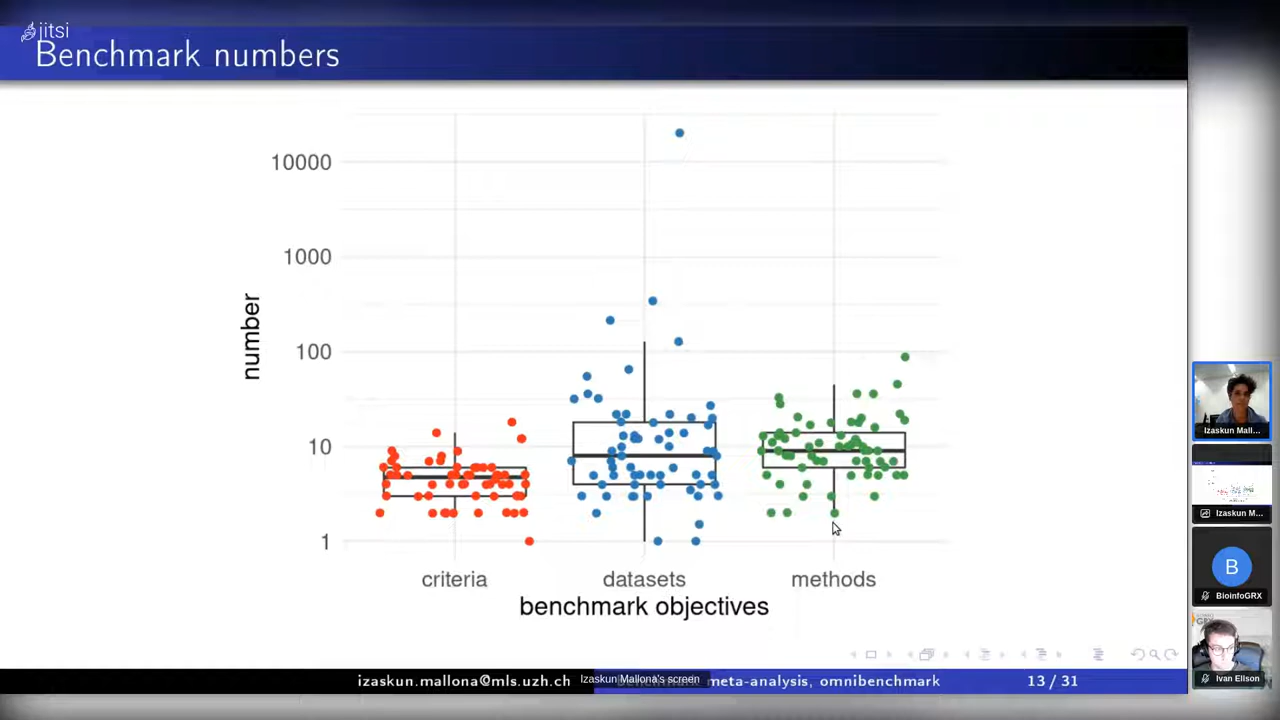 jitsi
Benchmark numbers
10000
1000
100
10
1
number
criteria
datasets
methods
benchmark objectives
Izaskun Mall...
Izaskun M...
B
BioinfoGRX
Ivan Ellson
izaskun.mallona@mls.uzh.ch
Izaskun Mallona's screen
meta-analysis, omnibenchmark
13 / 31